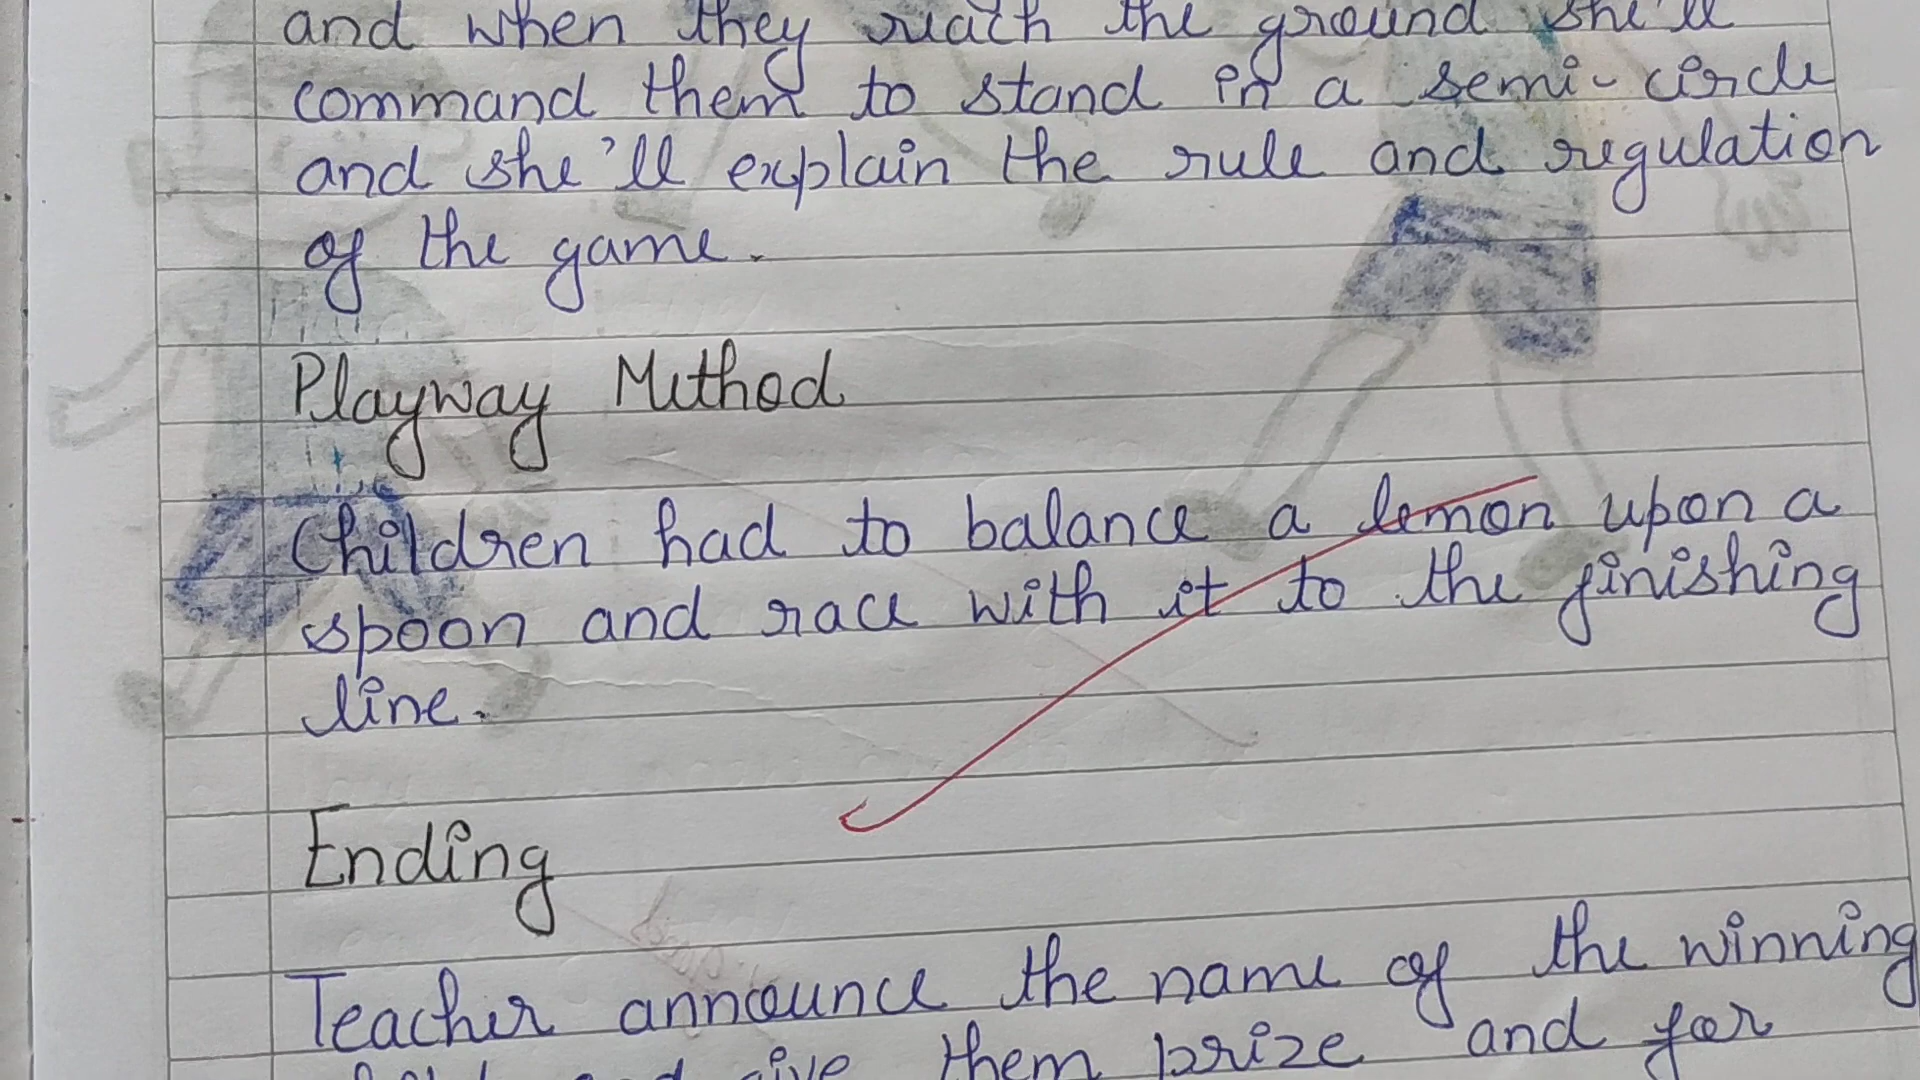 and when they reach the ground she'll
command them to stand in a semi-circle
and she'll explain the rule and regulation
of the game.
Playway Method
Children had to balance a lemon upon a
spoon and race with it to the finishing
line.
Ending
Teacher announce the name of the winning
and give them prize and for